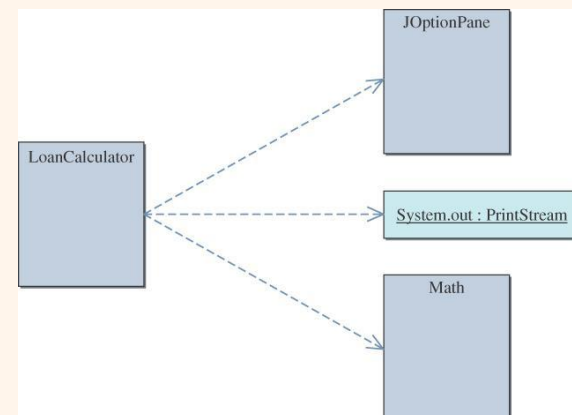 JOptionPane
LoanCalculator
System.out : PrintStream
Math